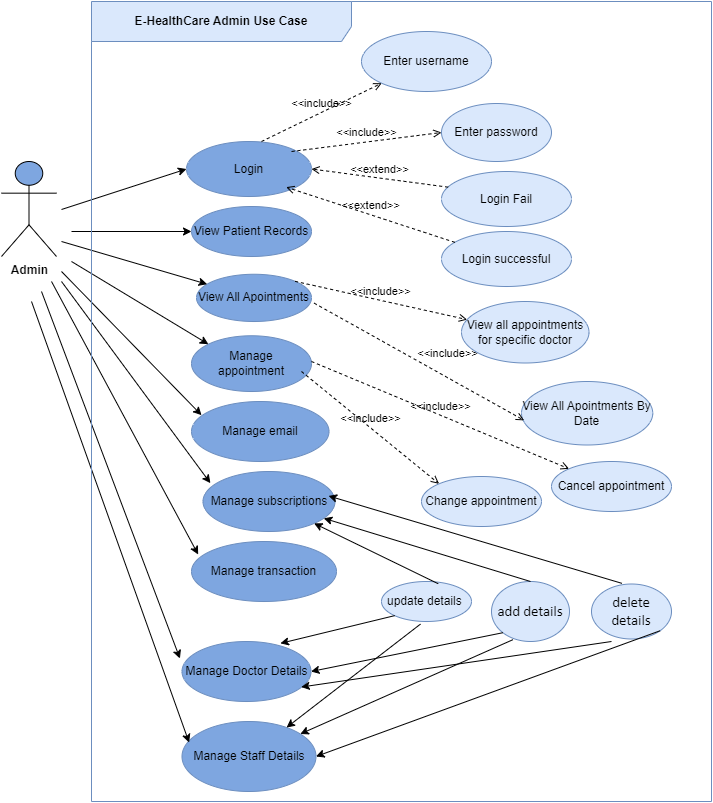 E-HealthCare Admin Use Case
Enter username
<<include>>
Enter password
<<include>>
Login
<<extend>>
Login Fail
<<extend>>
View Patient Records
Login successful
Admin
<<include>>
View All Apointments
View all appointments
for specific doctor
<<include>>
Manage
appointment
View All Apointments By
Date
<<include>>
<<include>>
Manage email
Cancel appointment
Manage subscriptions
Change appointment
Manage transaction
update details
add details
delete
details
Manage Doctor Details
Manage Staff Details